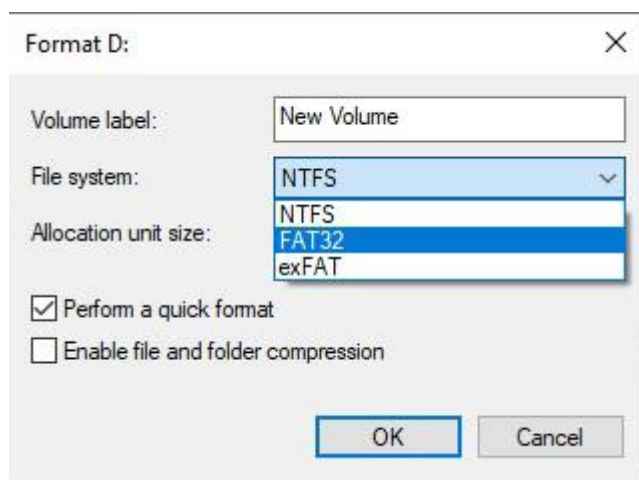 Format D:
Volume label: New Volume
File system: NTFS
NTFS
Allocation unit size: FAT32
exFAT
Perform a quick format
Enable file and folder compression
OK Cancel